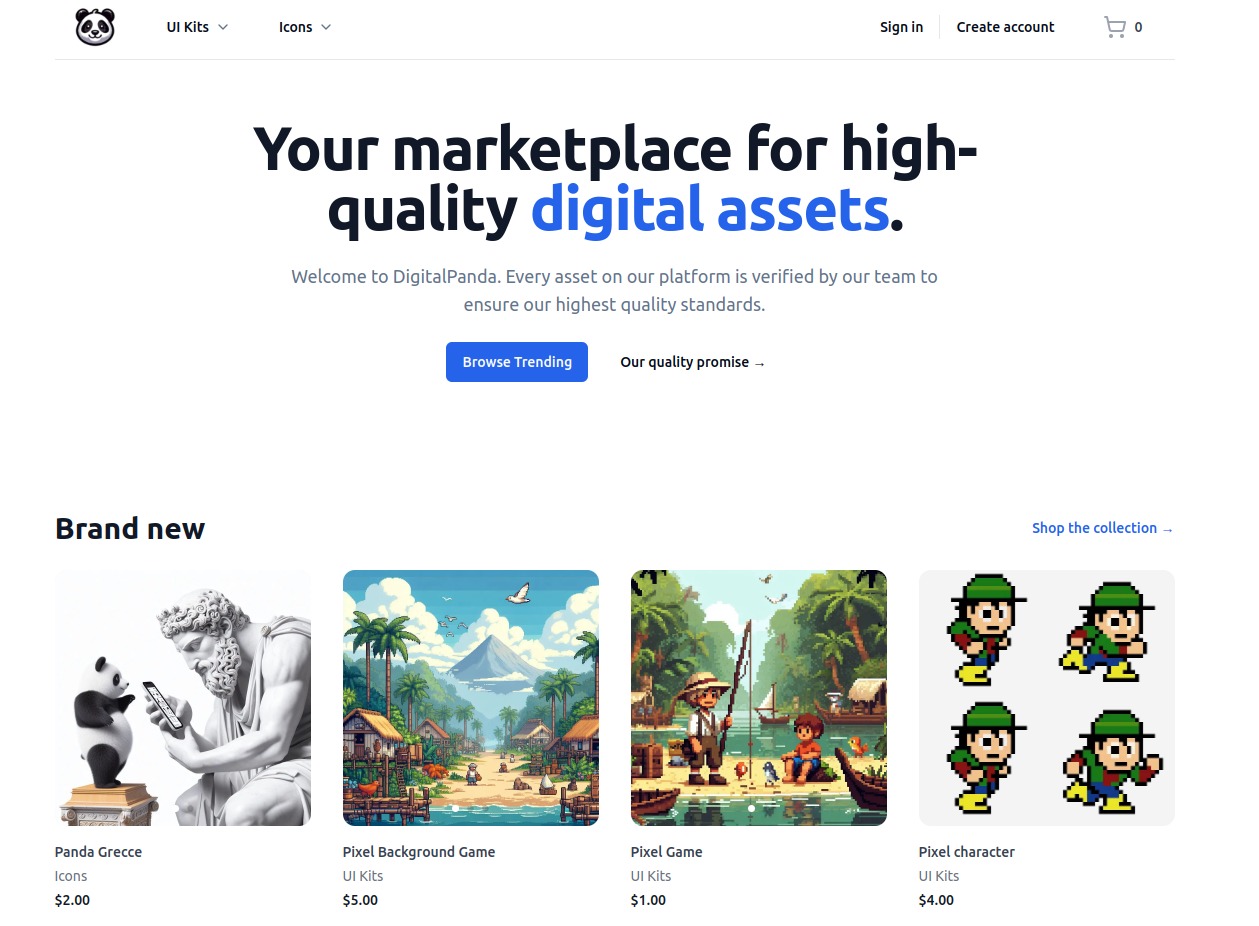 UI Kits
Icons
Sign in
Create account
0
Your marketplace for high-
quality digital assets.
Welcome to DigitalPanda. Every asset on our platform is verified by our team to
ensure our highest quality standards.
Browse Trending
Our quality promise →
Brand new
Shop the collection →
Panda Grecce
Icons
$2.00
Pixel Background Game
UI Kits
$5.00
Pixel Game
UI Kits
$1.00
Pixel character
UI Kits
$4.00